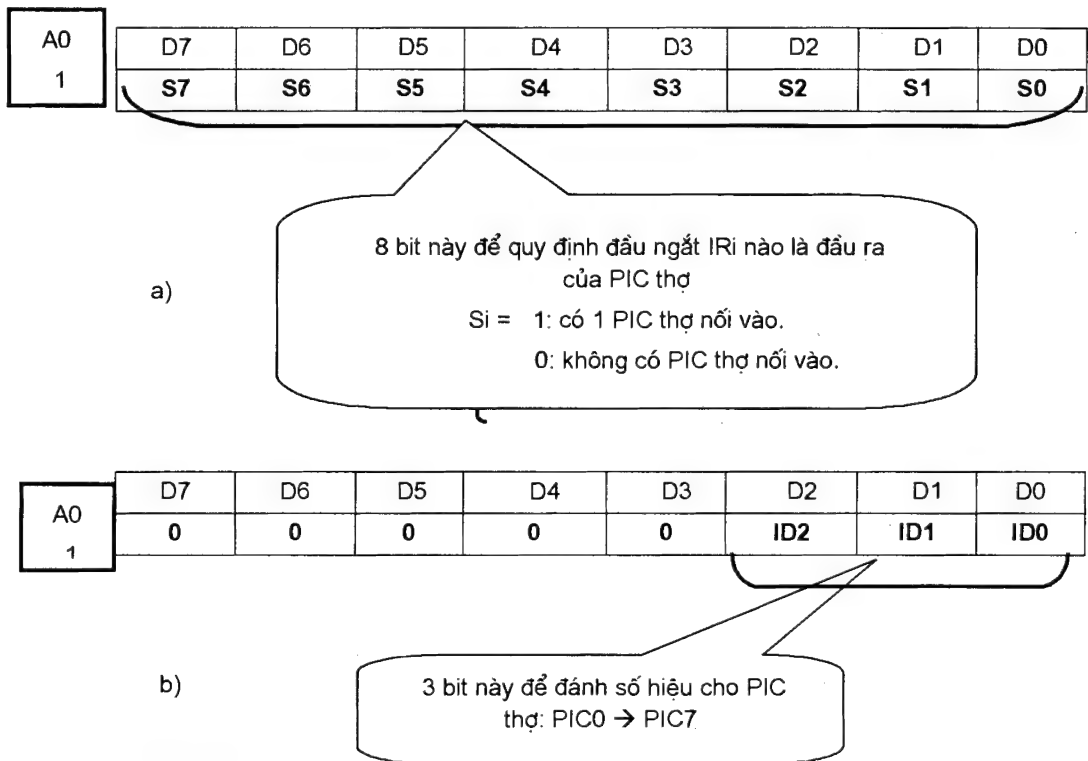 A0 D7 D6 D5 D4 D3 D2 D1 D0
1 S7 S6 S5 S4 S3 S2 S1 S0
8 bit này để quy định đầu ngắt IRi nào là đầu ra
của PIC thợ
a)
Si = 1: có 1 PIC thợ nối vào.
0: không có PIC thợ nối vào.
A0 D7 D6 D5 D4 D3 D2 D1 D0
1 0 0 0 0 0 ID2 ID1 ID0
b)
3 bit này để đánh số hiệu cho PIC
thợ: PIC0 → PIC7